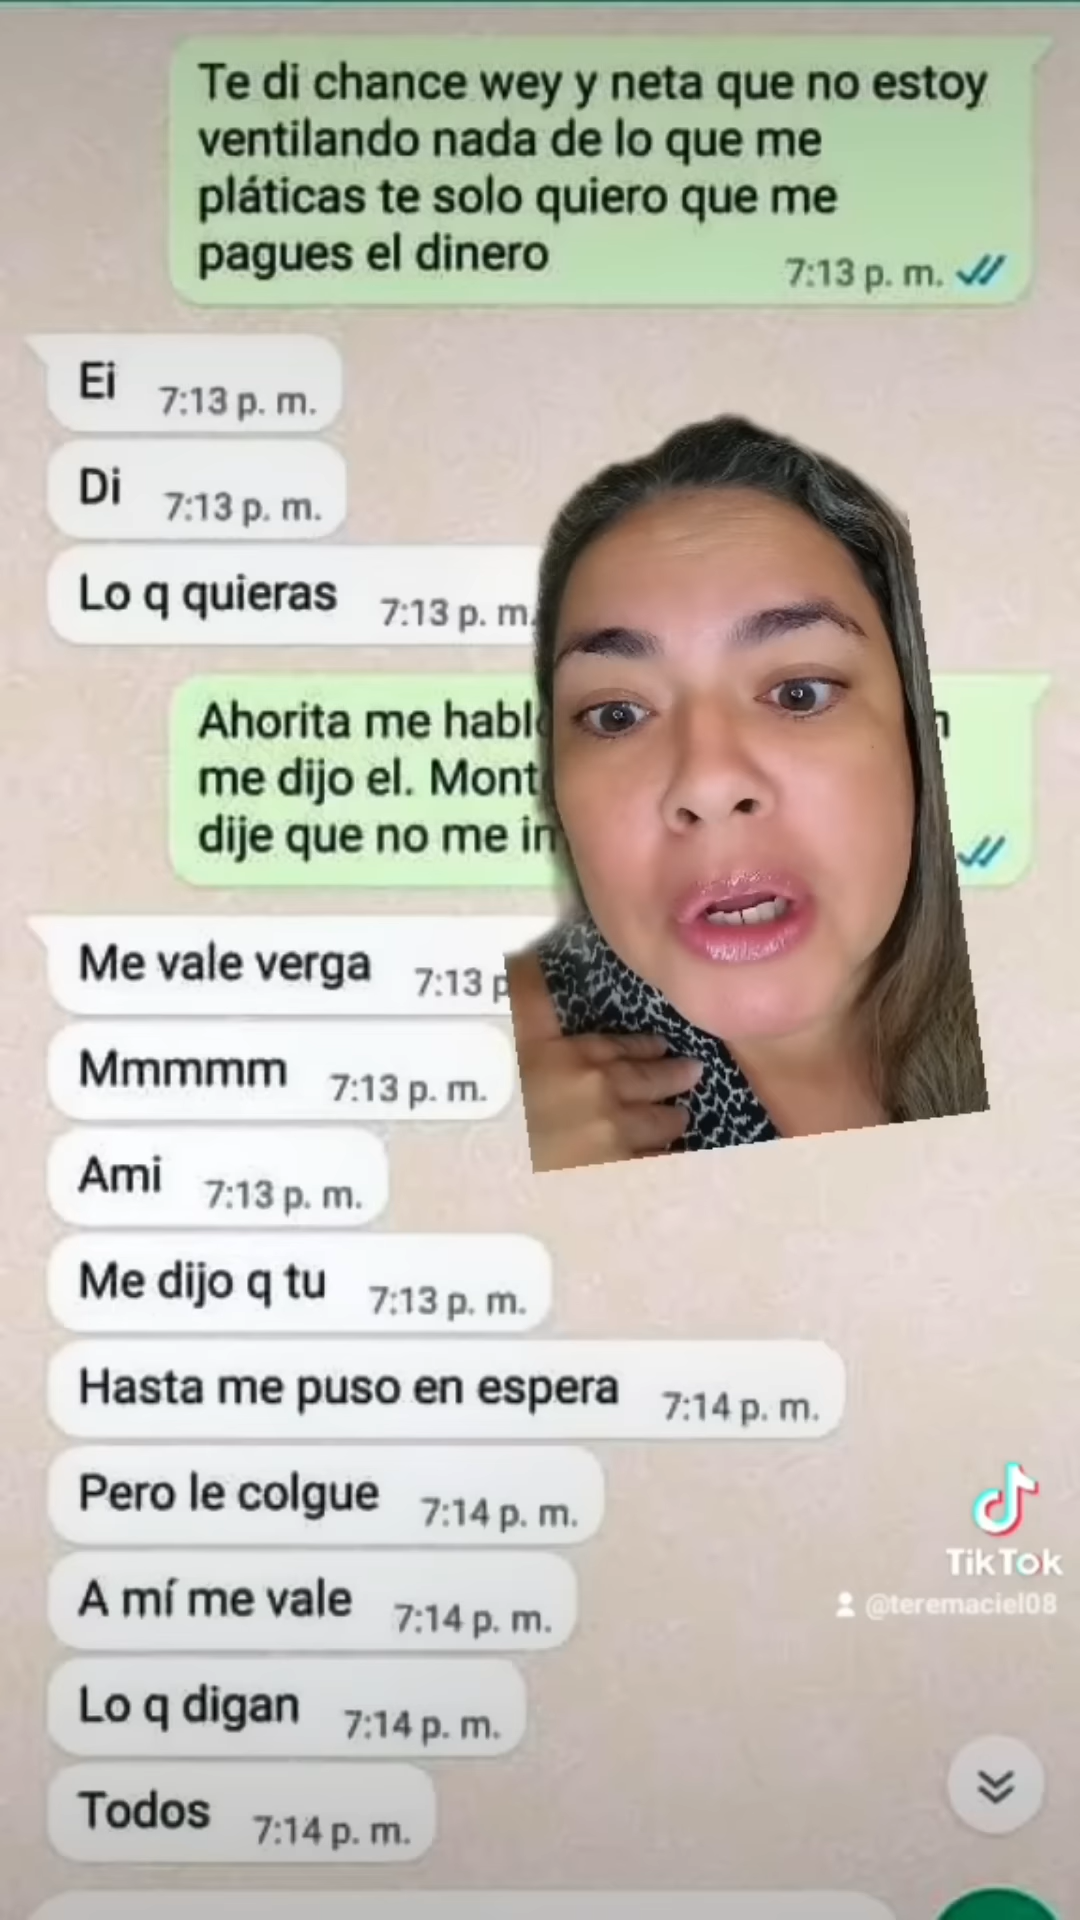 Te di chance wey y neta que no estoy
ventilando nada de lo que me
pláticas te solo quiero que me
pagues el dinero
7:13 p. m.
Ei 7:13 p. m.
Di 7:13 p. m.
Lo q quieras 7:13 p. m.
Ahorita me
me dijo el.
dije que no me
Me vale verga 7:13
Mmmmm 7:13 p. m.
Ami 7:13 p. m.
Me dijo q tu 7:13 p. m.
Hasta me puso en espera 7:14 p. m.
Pero le colgue 7:14 p. m.
A mí me vale 7:14 p. m.
Lo q digan 7:14 p. m.
Todos 7:14 p. m.
TikTok
@teremaciel08